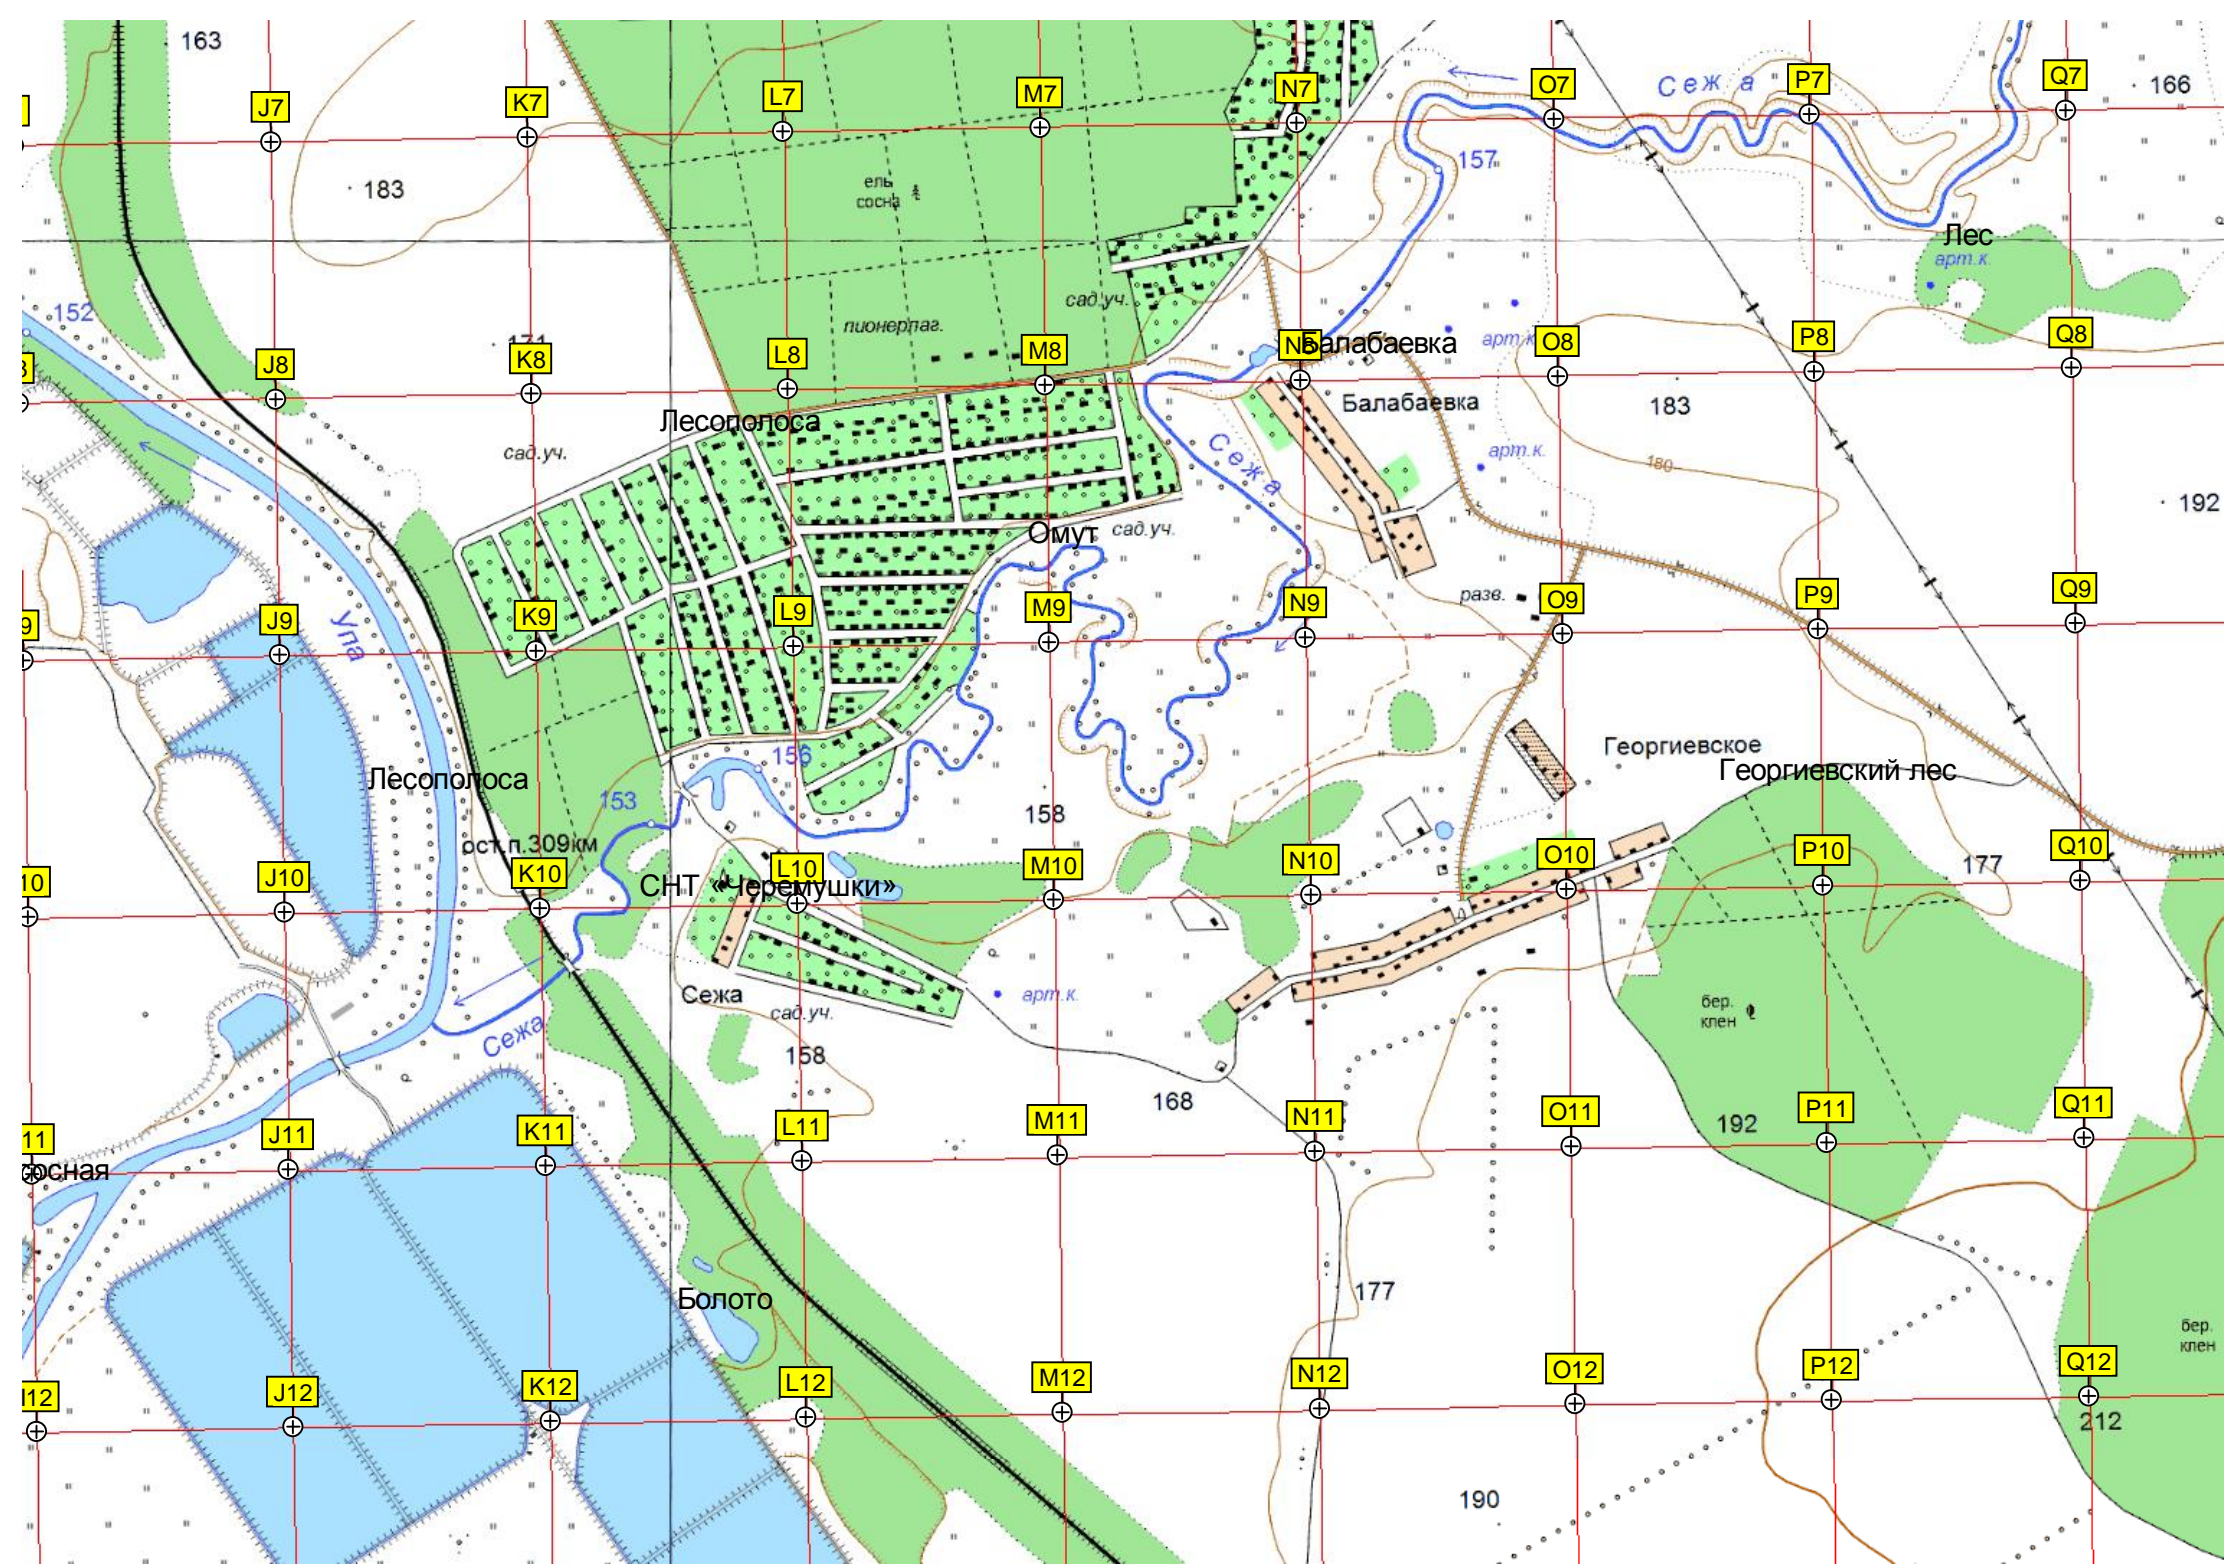 163
J7
K7
L7
M7
N7
O7
Сежа
P7
Q7
166
157
183
ель
сосна
Лес
арт.к.
152
171
сад.уч.
пионерлаг.
J8
K8
L8
M8
N8
Балабаевка
арт.к.
O8
P8
Q8
Лесополоса
Балабаевка
183
сад.уч.
Сежа
арт.к.
180
192
Омут
сад.уч.
Упа
J9
K9
L9
M9
N9
разв.
O9
P9
Q9
156
Георгиевское
Георгиевский лес
Лесополоса
153
158
ост.п.309км
J10
K10
СНТ «Черемушки»
L10
M10
N10
O10
P10
177
Q10
Сежа
арт.к.
сад.уч.
бер.
клен
Сежа
158
168
192
J11
K11
L11
M11
N11
O11
P11
Q11
Болото
177
бер.
клен
J12
K12
L12
M12
N12
O12
P12
Q12
212
190